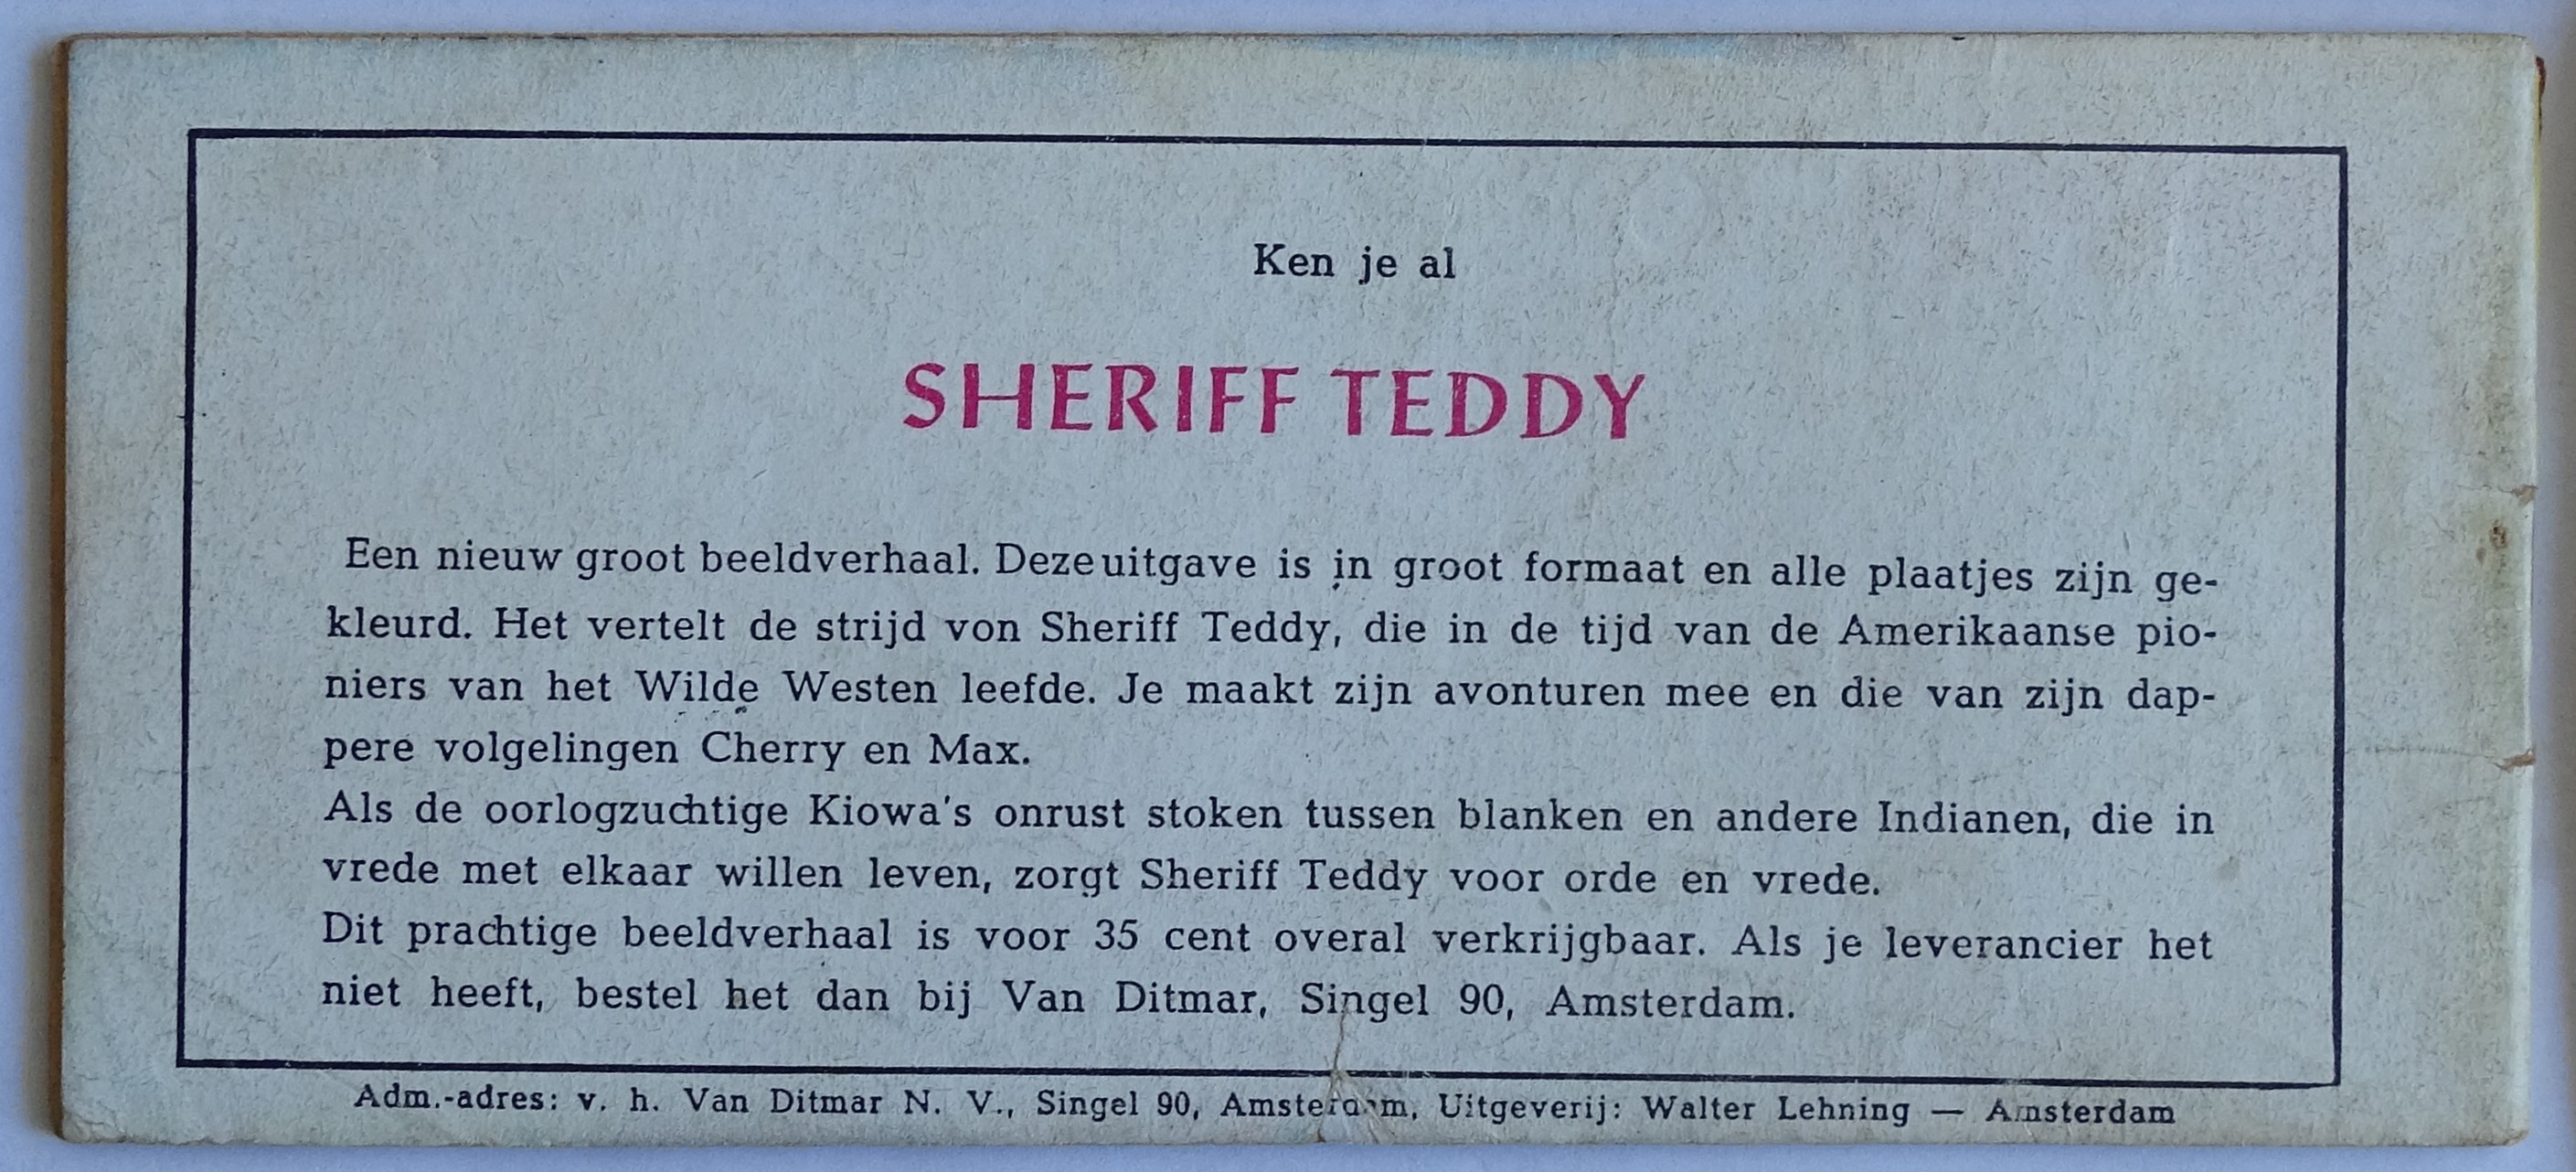 Ken je al
SHERIFF TEDDY
Een nieuw groot beeldverhaal. Deze uitgave is in groot formaat en alle plaatjes zijn ge-
kleurd. Het vertelt de strijd von Sheriff Teddy, die in de tijd van de Amerikaanse pio-
niers van het Wilde Westen leefde. Je maakt zijn avonturen mee en die van zijn dap-
pere volgelingen Cherry en Max.
Als de oorlogzuchtige Kiowa's onrust stoken tussen blanken en andere Indianen, die in
vrede met elkaar willen leven, zorgt Sheriff Teddy voor orde en vrede.
Dit prachtige beeldverhaal is voor 35 cent overal verkrijgbaar. Als je leverancier het
niet heeft, bestel het dan bij Van Ditmar, Singel 90, Amsterdam.
Adm.-adres: v. h. Van Ditmar N. V., Singel 90, Amsterdam, Uitgeverij: Walter Lehning — Amsterdam